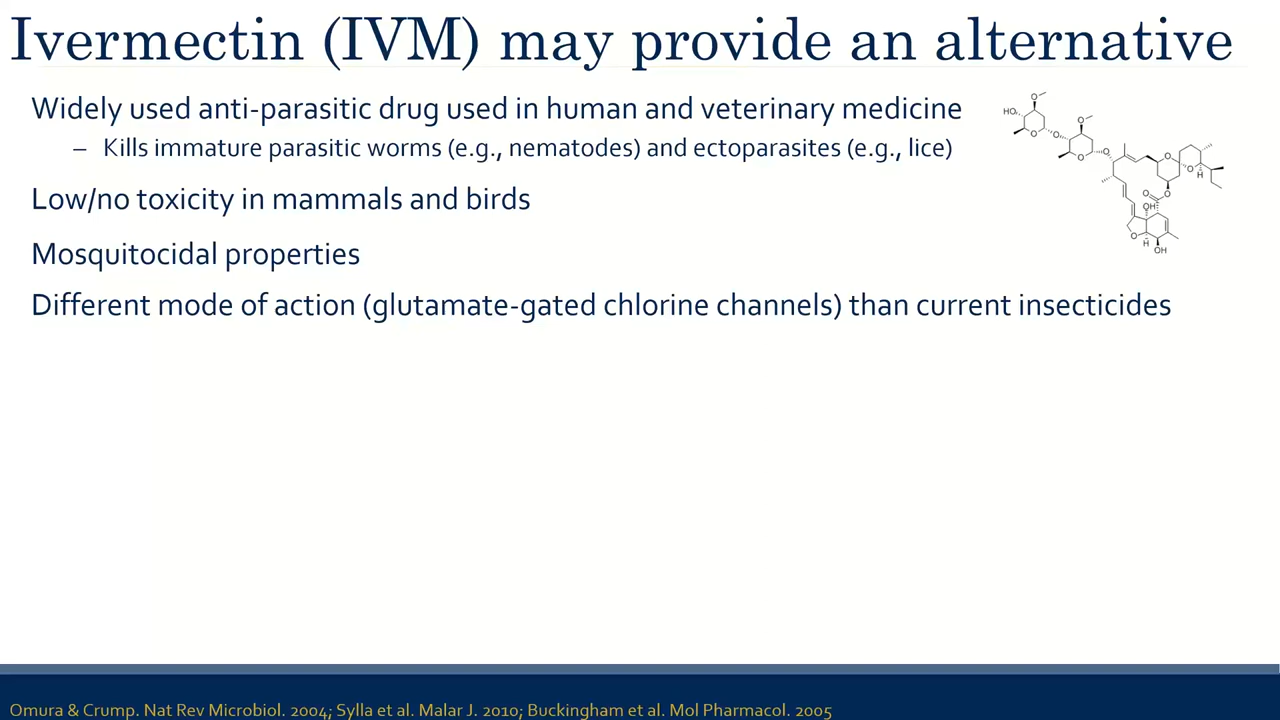 Ivermectin (IVM) may provide an alternative
Widely used anti-parasitic drug used in human and veterinary medicine
– Kills immature parasitic worms (e.g., nematodes) and ectoparasites (e.g., lice)
Low/no toxicity in mammals and birds
Mosquitocidal properties
Different mode of action (glutamate-gated chlorine channels) than current insecticides
O
HO
O
O
O
O
O
O
O
H
O
O
OH
O
H
OH
Omura & Crump. Nat Rev Microbiol. 2004; Sylla et al. Malar J. 2010; Buckingham et al. Mol Pharmacol. 2005